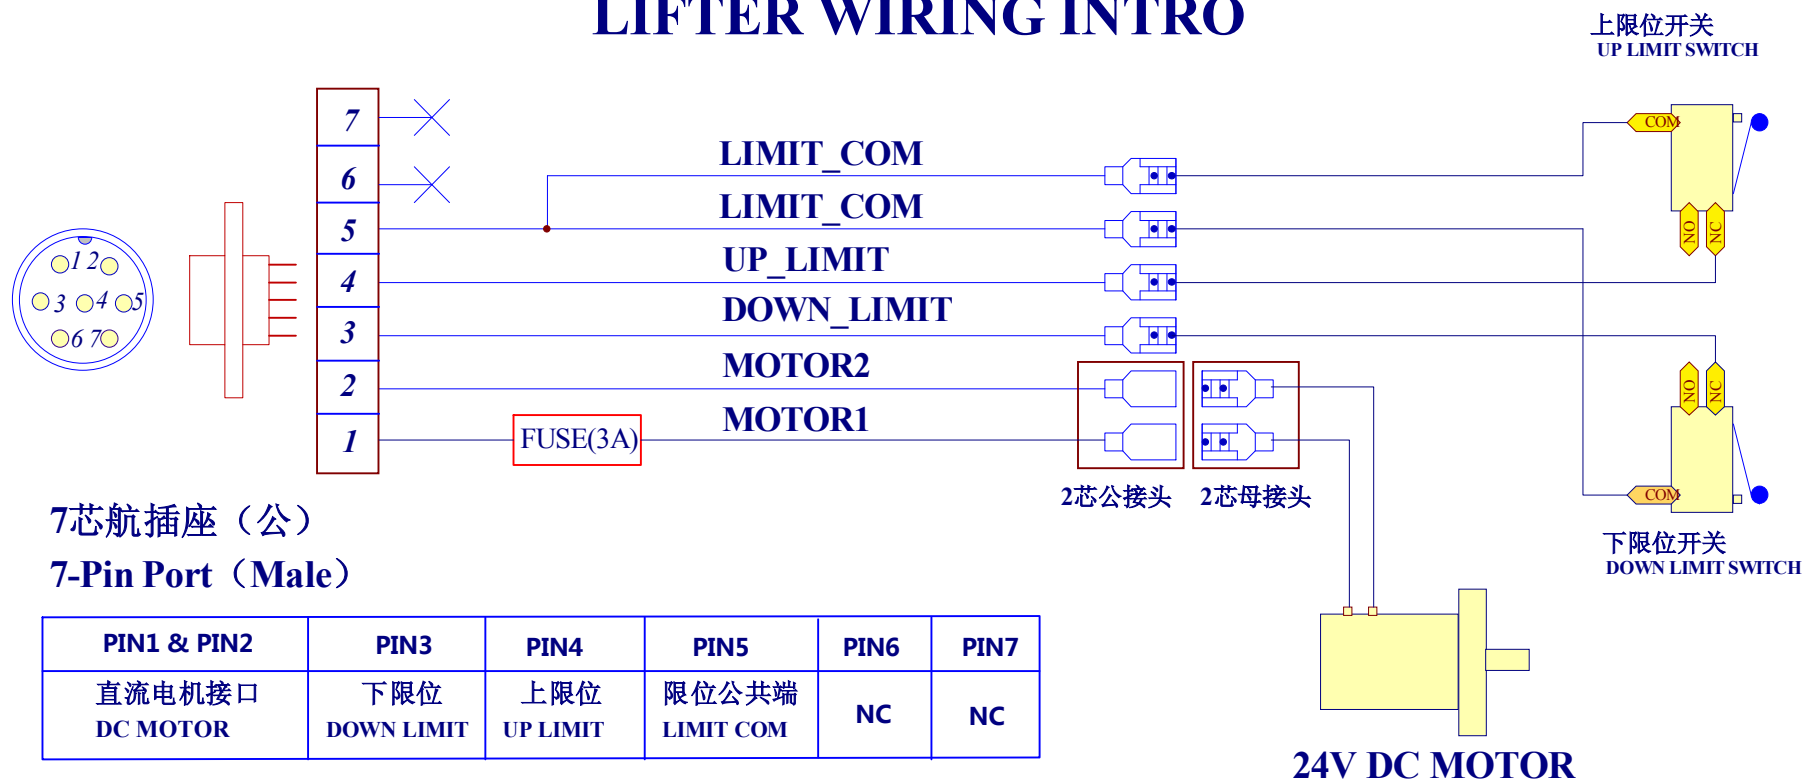 LIFTER WIRING INTRO
上限位开关
UP LIMIT SWITCH
7
6
5
4
3
2
1
LIMIT_COM
LIMIT_COM
UP_LIMIT
DOWN_LIMIT
MOTOR2
MOTOR1
FUSE(3A)
COM
NO
NC
1 2
3 4 5
6 7
NO
NC
COM
2芯公接头
2芯母接头
下限位开关
DOWN LIMIT SWITCH
7芯航插座（公）
7-Pin Port（Male）
PIN1 & PIN2 PIN3 PIN4 PIN5 PIN6 PIN7
直流电机接口 下限位 上限位 限位公共端
DC MOTOR DOWN LIMIT UP LIMIT LIMIT COM NC NC
24V DC MOTOR